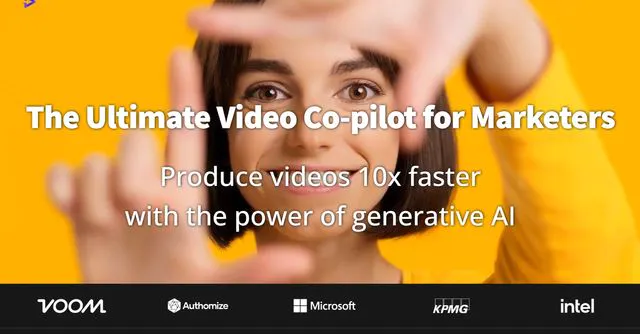 The Ultimate Video Co-pilot for Marketers
Produce videos 10x faster
with the power of generative AI
VOOM
Authomize
Microsoft
KPMG
intel